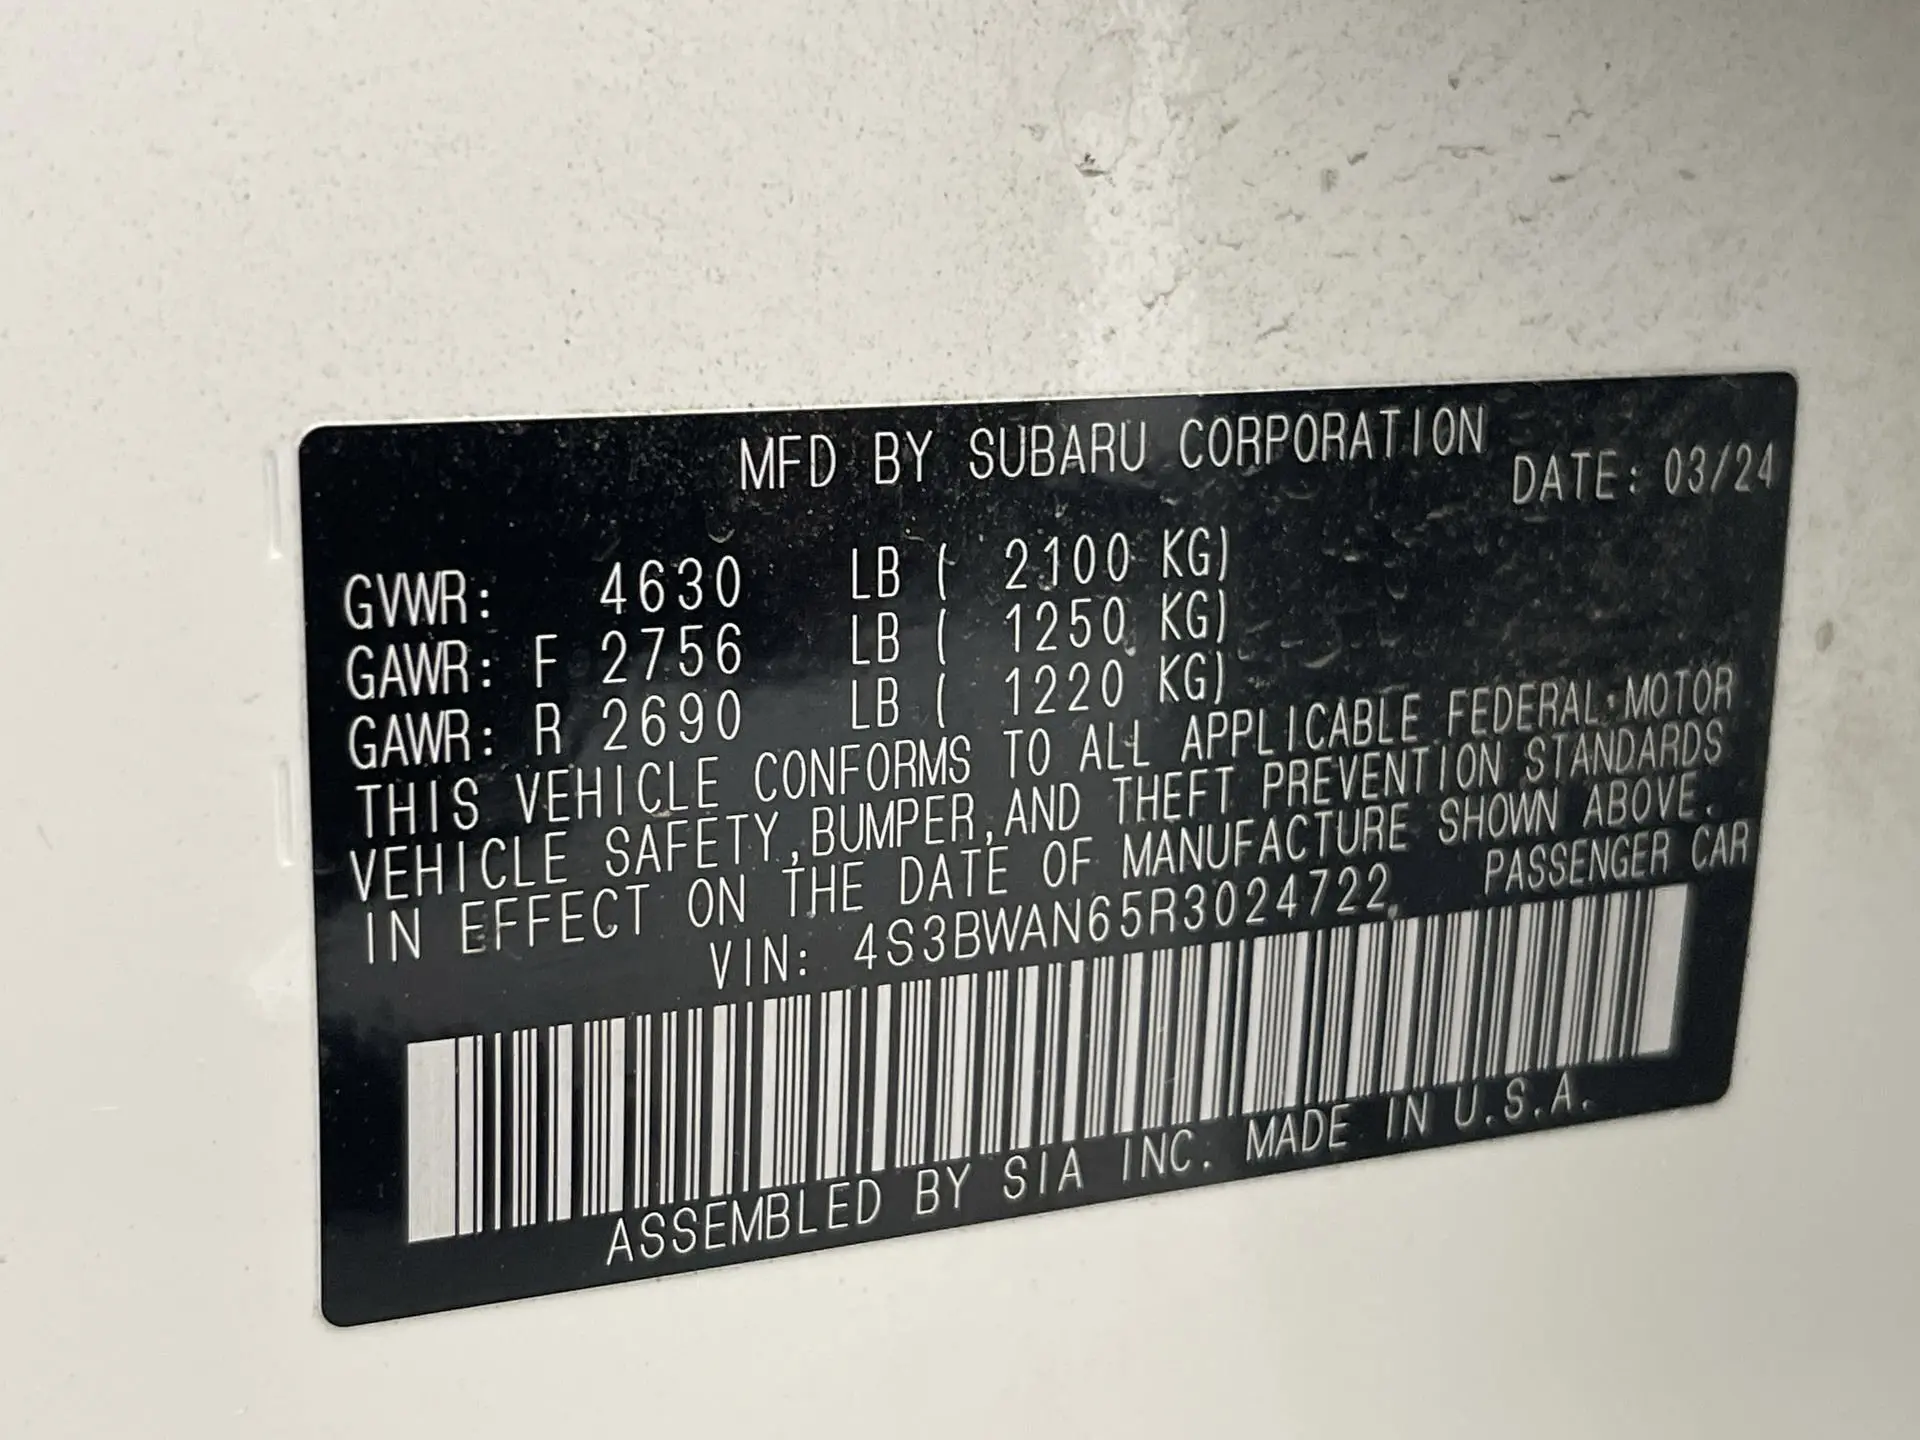 MFD BY SUBARU CORPORATION
DATE: 03/24
GVWR: 4630 LB ( 2100 KG)
GAWR: F 2756 LB ( 1250 KG)
GAWR: R 2690 LB ( 1220 KG)
THIS VEHICLE CONFORMS TO ALL APPLICABLE FEDERAL MOTOR
VEHICLE SAFETY,BUMPER,AND THEFT PREVENTION STANDARDS
IN EFFECT ON THE DATE OF MANUFACTURE SHOWN ABOVE.
VIN: 4S3BWAN65R3024722 PASSENGER CAR
ASSEMBLED BY SIA INC. MADE IN U.S.A.